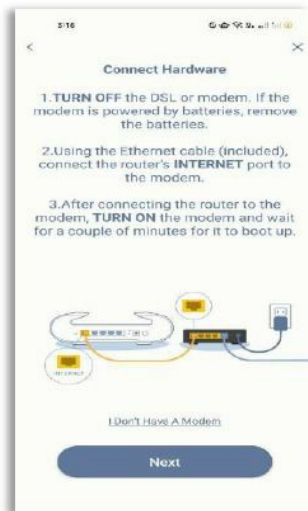 3:16
Connect Hardware
1.TURN OFF the DSL or modem. If the
modem is powered by batteries, remove
the batteries.
2.Using the Ethernet cable (included),
connect the router's INTERNET port to
the modem.
3.After connecting the router to the
modem, TURN ON the modem and wait
for a couple of minutes for it to boot up.
INTERNET
I Don't Have A Modem
Next